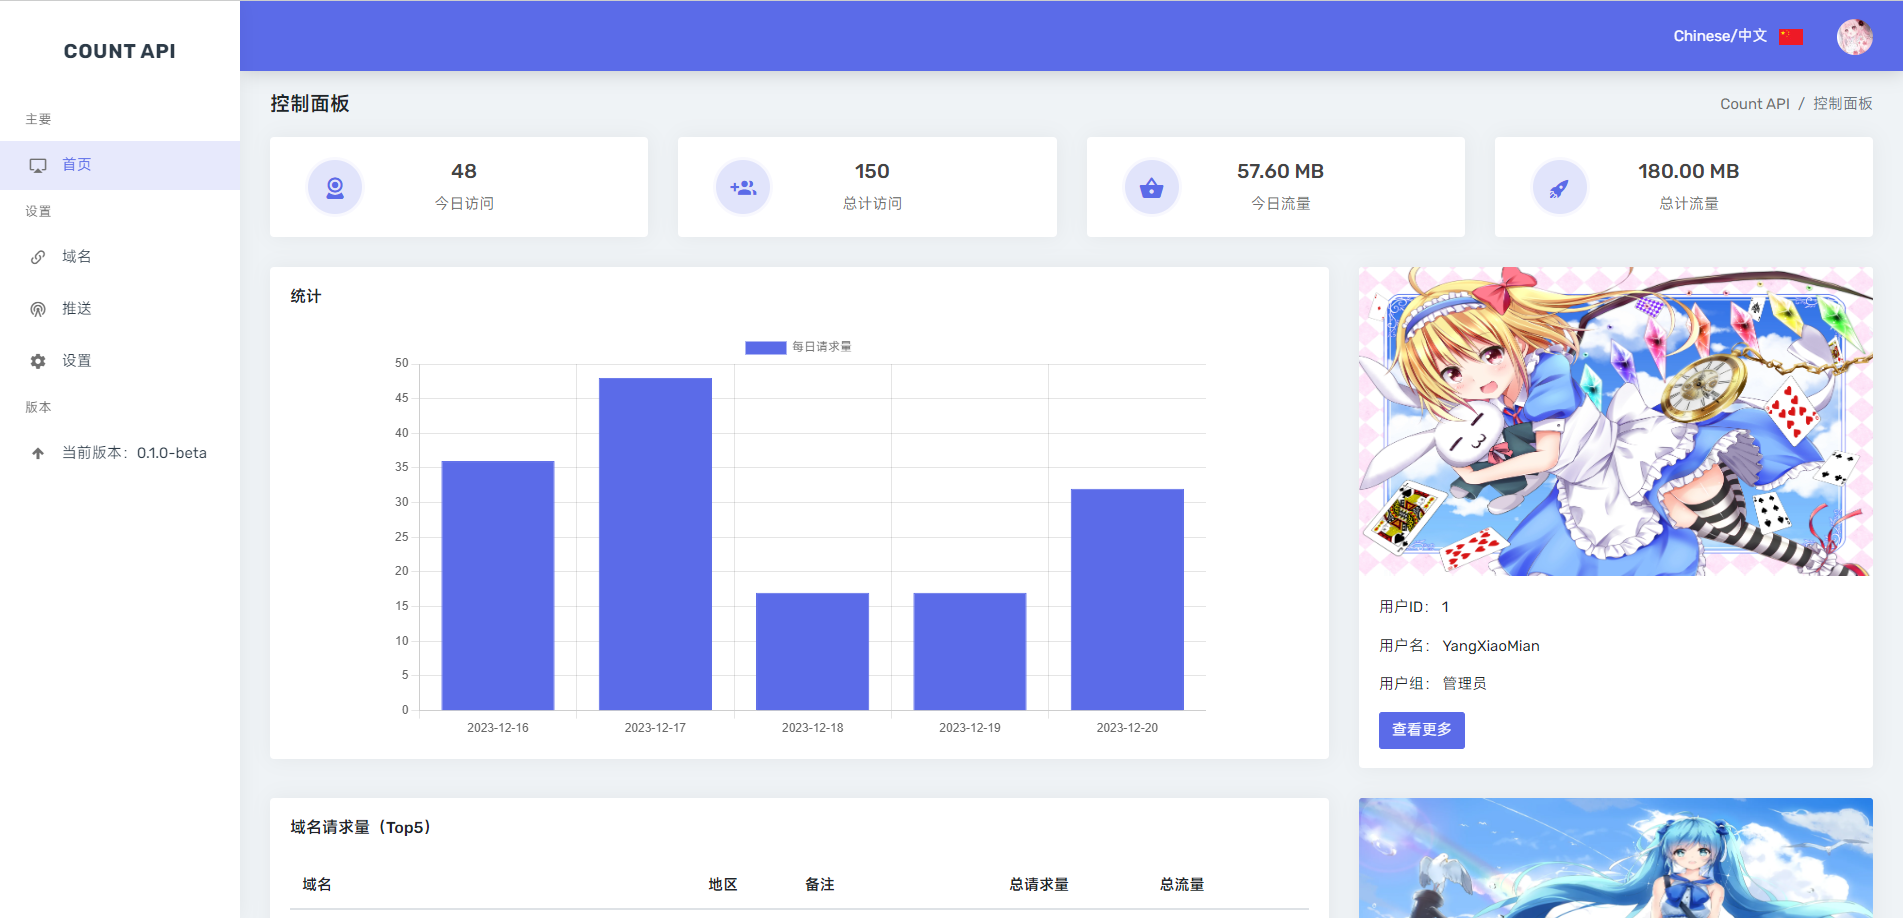 COUNT API
主要
首页
设置
域名
推送
设置
版本
当前版本：0.1.0-beta
Chinese/中文
控制面板
Count API / 控制面板
48
今日访问
150
总计访问
57.60 MB
今日流量
180.00 MB
总计流量
统计
每日请求量
50
45
40
35
30
25
20
15
10
5
0
2023-12-16 2023-12-17 2023-12-18 2023-12-19 2023-12-20
用户ID： 1
用户名： YangXiaoMian
用户组： 管理员
查看更多
域名请求量（Top5）
域名 地区 备注 总请求量 总流量